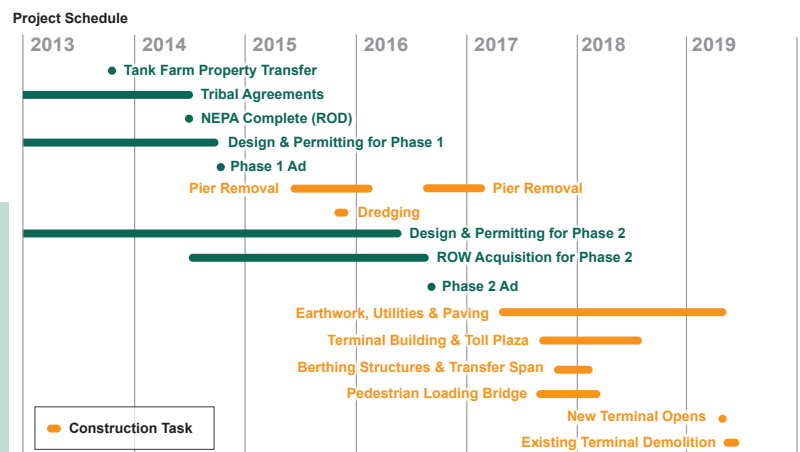 Project Schedule
2013 2014 2015 2016 2017 2018 2019
Tank Farm Property Transfer
Tribal Agreements
NEPA Complete (ROD)
Design & Permitting for Phase 1
Phase 1 Ad
Pier Removal Pier Removal
Dredging
Design & Permitting for Phase 2
ROW Acquisition for Phase 2
Phase 2 Ad
Earthwork, Utilities & Paving
Terminal Building & Toll Plaza
Berthing Structures & Transfer Span
Pedestrian Loading Bridge
New Terminal Opens
Construction Task
Existing Terminal Demolition